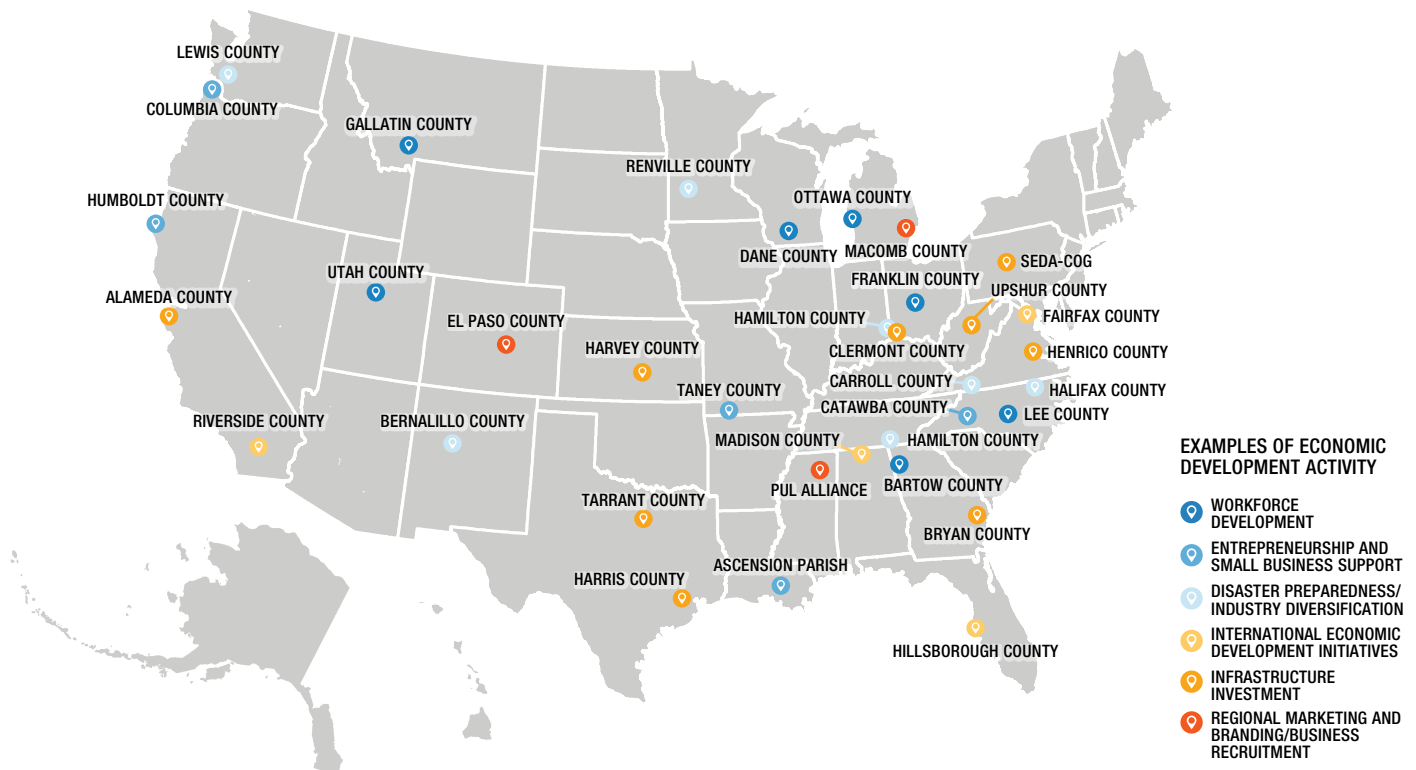 LEWIS COUNTY
COLUMBIA COUNTY
GALLATIN COUNTY
RENVILLE COUNTY
HUMBOLDT COUNTY
OTTAWA COUNTY
DANE COUNTY
MACOMB COUNTY
SEDA-COG
UTAH COUNTY
FRANKLIN COUNTY
UPSHUR COUNTY
ALAMEDA COUNTY
EL PASO COUNTY
HAMILTON COUNTY
FAIRFAX COUNTY
HARVEY COUNTY
CLERMONT COUNTY
HENRICO COUNTY
TANEY COUNTY
CARROLL COUNTY
HALIFAX COUNTY
CATAWBA COUNTY
LEE COUNTY
RIVERSIDE COUNTY
BERNALILLO COUNTY
MADISON COUNTY
HAMILTON COUNTY
PUL ALLIANCE
BARTOW COUNTY
TARRANT COUNTY
BRYAN COUNTY
HARRIS COUNTY
ASCENSION PARISH
HILLSBOROUGH COUNTY
EXAMPLES OF ECONOMIC
DEVELOPMENT ACTIVITY
WORKFORCE
DEVELOPMENT
ENTREPRENEURSHIP AND
SMALL BUSINESS SUPPORT
DISASTER PREPAREDNESS/
INDUSTRY DIVERSIFICATION
INTERNATIONAL ECONOMIC
DEVELOPMENT INITIATIVES
INFRASTRUCTURE
INVESTMENT
REGIONAL MARKETING AND
BRANDING/BUSINESS
RECRUITMENT